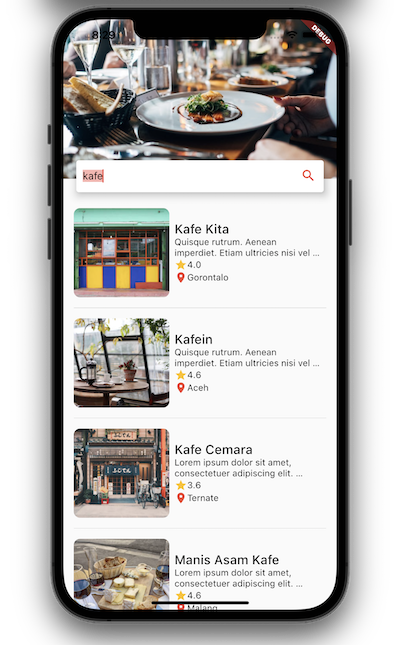 8:29
DEBUG
kafe
Kafe Kita
Quisque rutrum. Aenean
imperdiet. Etiam ultricies nisi vel ...
4.0
Gorontalo
Kafein
Quisque rutrum. Aenean
imperdiet. Etiam ultricies nisi vel ...
4.6
Aceh
Kafe Cemara
Lorem ipsum dolor sit amet,
consectetuer adipiscing elit. ...
3.6
Ternate
Manis Asam Kafe
Lorem ipsum dolor sit amet,
consectetuer adipiscing elit. ...
4.6
Malang